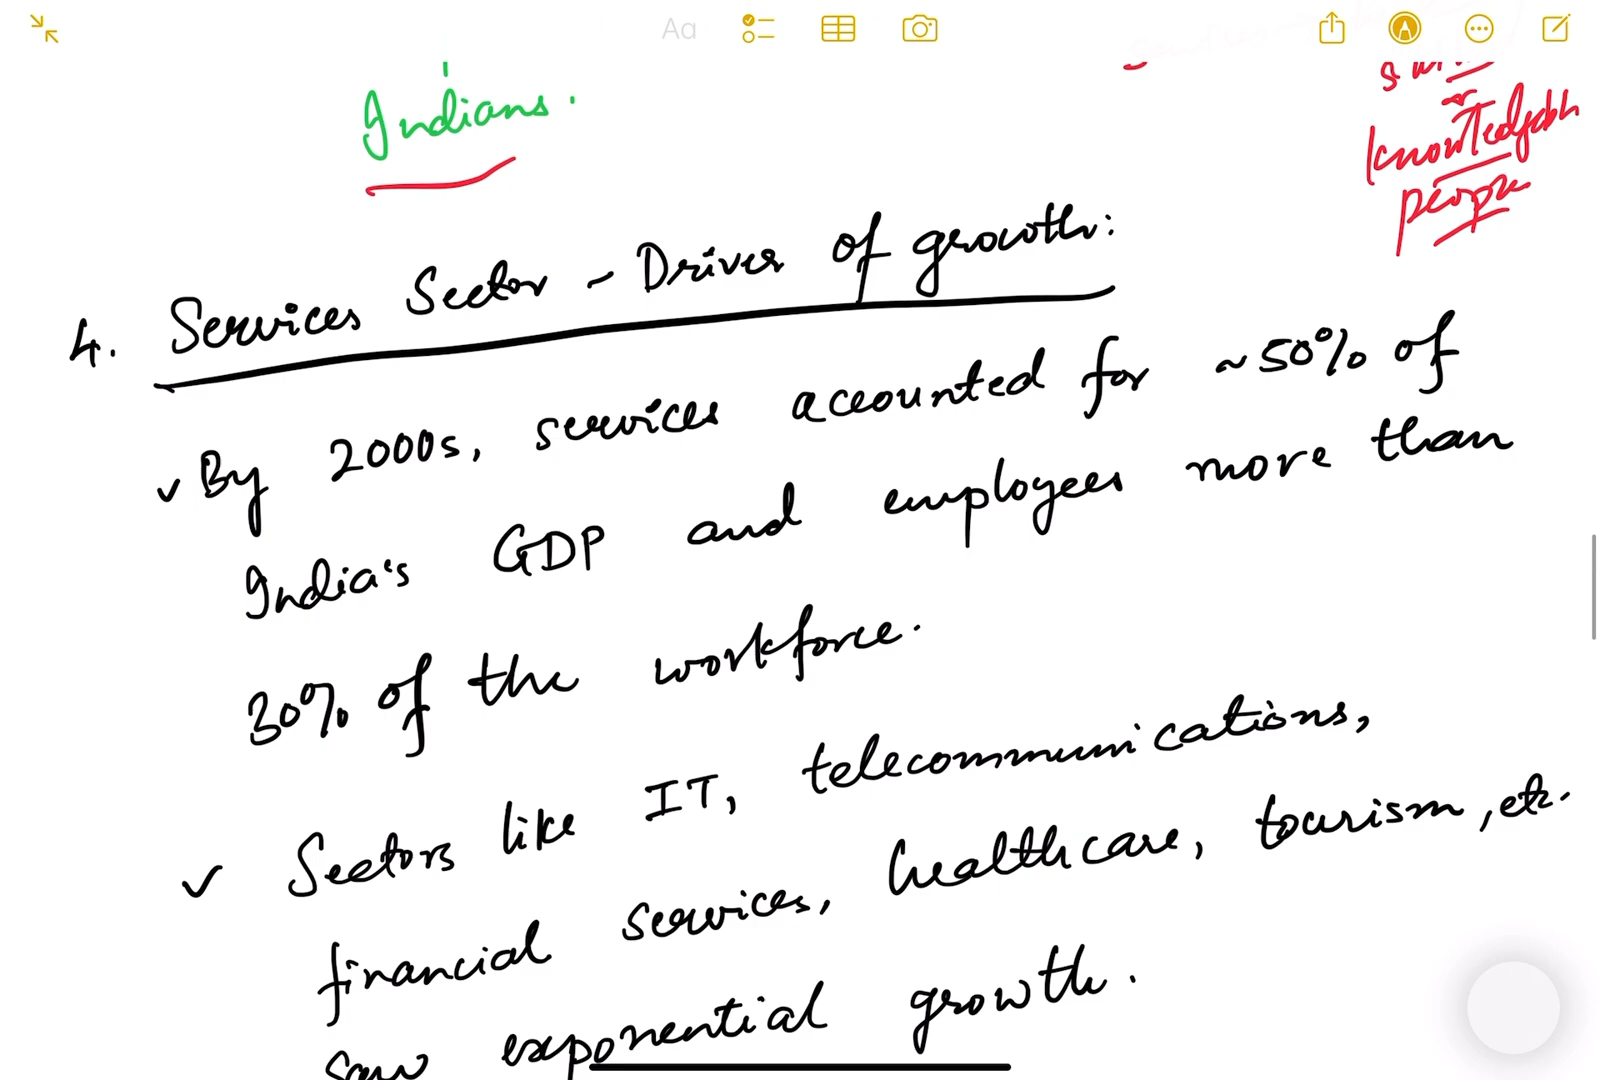 Aa
Indians.
people
4. Services Sector - Driver of growth:
✓ By 2000s, services accounted for ~50% of
India's GDP and employees more than
30% of the workforce.
✓ Sectors like IT, telecommunications,
financial services, healthcare, tourism, etc.
saw exponential growth.